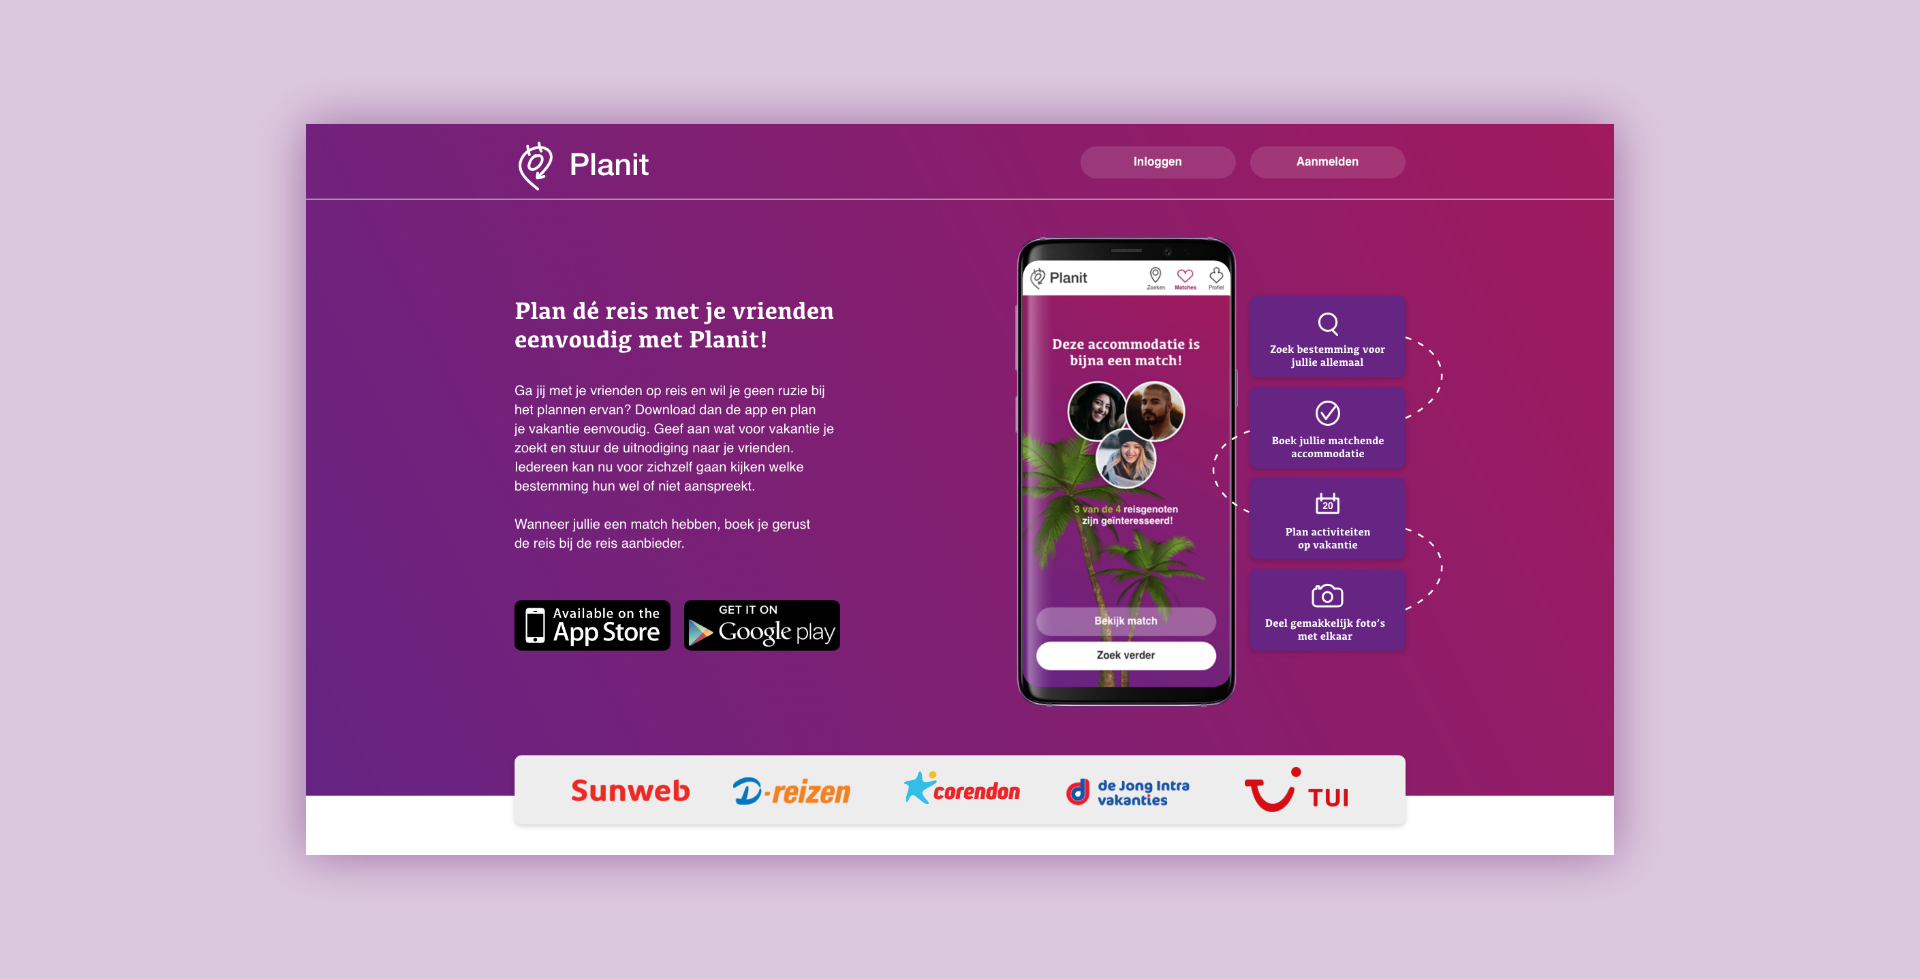 Planit
Inloggen
Aanmelden
Plan dé reis met je vrienden
eenvoudig met Planit!
Ga jij met je vrienden op reis en wil je geen ruzie bij
het plannen ervan? Download dan de app en plan
je vakantie eenvoudig. Geef aan wat voor vakantie je
zoekt en stuur de uitnodiging naar je vrienden.
Iedereen kan nu voor zichzelf gaan kijken welke
bestemming hun wel of niet aanspreekt.
Wanneer jullie een match hebben, boek je gerust
de reis bij de reis aanbieder.
Available on the
App Store
GET IT ON
Google play
Planit
Zoeken
Matches
Profiel
Deze accommodatie is
bijna een match!
3 van de 4 reisgenoten
zijn geïnteresseerd!
Bekijk match
Zoek verder
Zoek bestemming voor
jullie allemaal
Boek jullie matchende
accommodatie
20
Plan activiteiten
op vakantie
Deel gemakkelijk foto's
met elkaar
Sunweb
D-reizen
corendon
de Jong Intra
vakanties
TUI